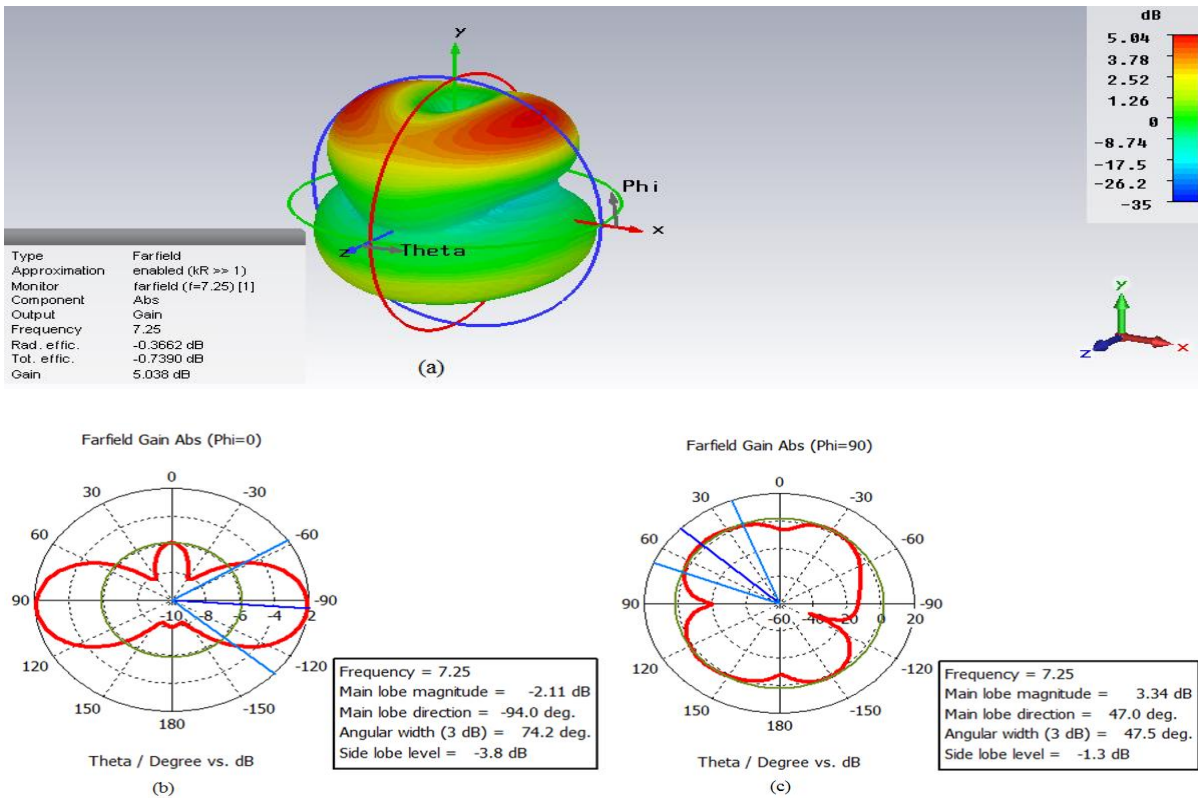 dB
5.04
3.78
2.52
1.26
0
-8.74
-17.5
-26.2
-35
y
Phi
x
z
Theta
Type Farfield
Approximation enabled (kR >> 1)
Monitor farfield (f=7.25) [1]
Component Abs
Output Gain
Frequency 7.25
Rad. effic. -0.3662 dB
Tot. effic. -0.7390 dB
Gain 5.038 dB
(a)
y
z
x
Farfield Gain Abs (Phi=0)
0
30 -30
60 -60
90 -10 -8 -6 -4 -2 -90
120 -120
150 -150
180
Theta / Degree vs. dB
Frequency = 7.25
Main lobe magnitude = -2.11 dB
Main lobe direction = -94.0 deg.
Angular width (3 dB) = 74.2 deg.
Side lobe level = -3.8 dB
(b)
Farfield Gain Abs (Phi=90)
0
30 -30
60 -60
90 -60 -40 -20 0 20 -90
120 -120
150 -150
180
Theta / Degree vs. dB
Frequency = 7.25
Main lobe magnitude = 3.34 dB
Main lobe direction = 47.0 deg.
Angular width (3 dB) = 47.5 deg.
Side lobe level = -1.3 dB
(c)